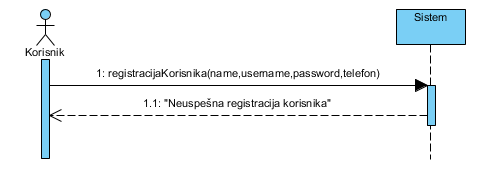 Sistem
Korisnik
1: registracijaKorisnika(name,username,password,telefon)
1.1: "Neuspešna registracija korisnika"